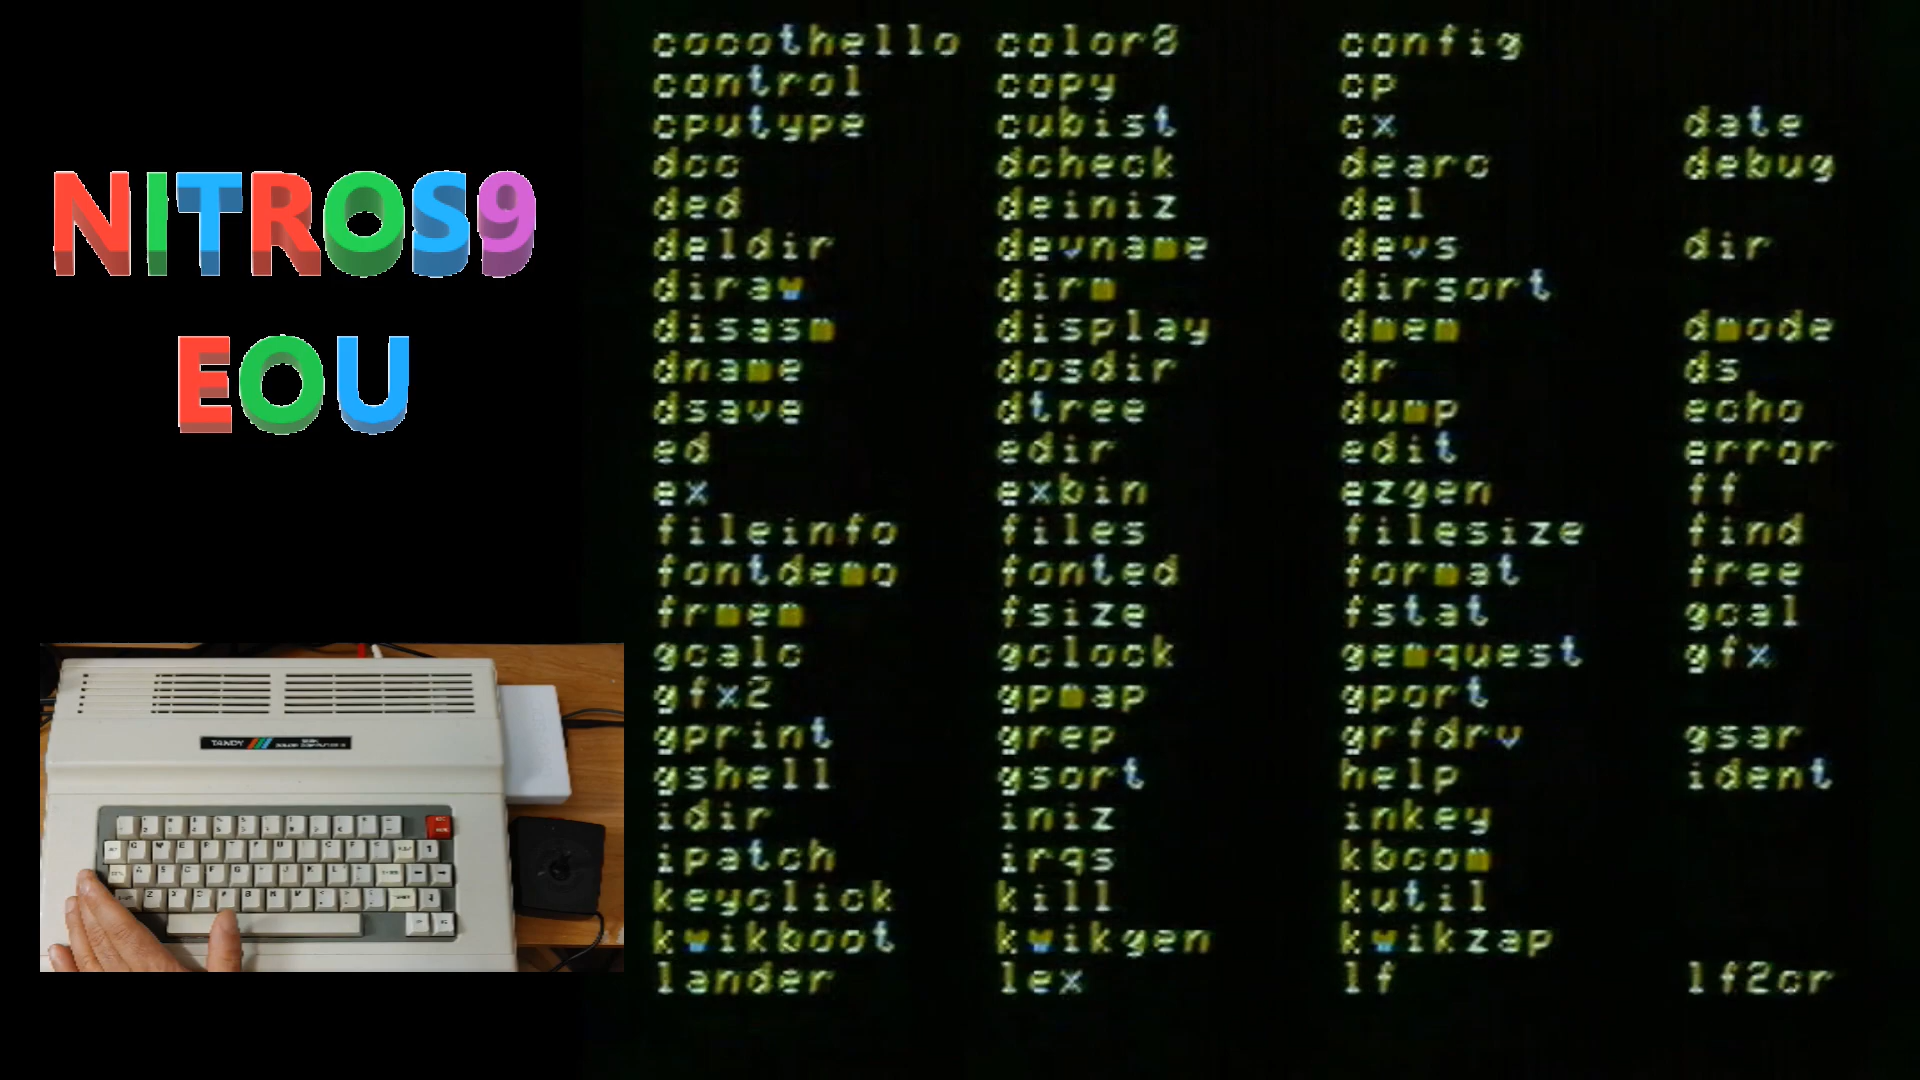 NITROS9
EOU
cocothello color8 config
control copy cp
cputype cubist cx date
dcc dcheck dearc debug
ded deiniz del
deldir devname devs dir
diraw dirm dirsort
disasm display dmem dmode
dname dosdir dr ds
dsave dtree dump echo
ed edir edit error
ex exbin ezgen ff
fileinfo files filesize find
fontdemo fonted format free
frmem fsize fstat gcal
gcalc gclock gemquest gfx
gfx2 gpmap gport
gprint grep grfdrv gsar
gshell gsort help ident
idir iniz inkey
ipatch irqs kbcom
keyclick kill kutil
kwikboot kwikgen kwikzap
lander lex lf lf2cr
TANDY